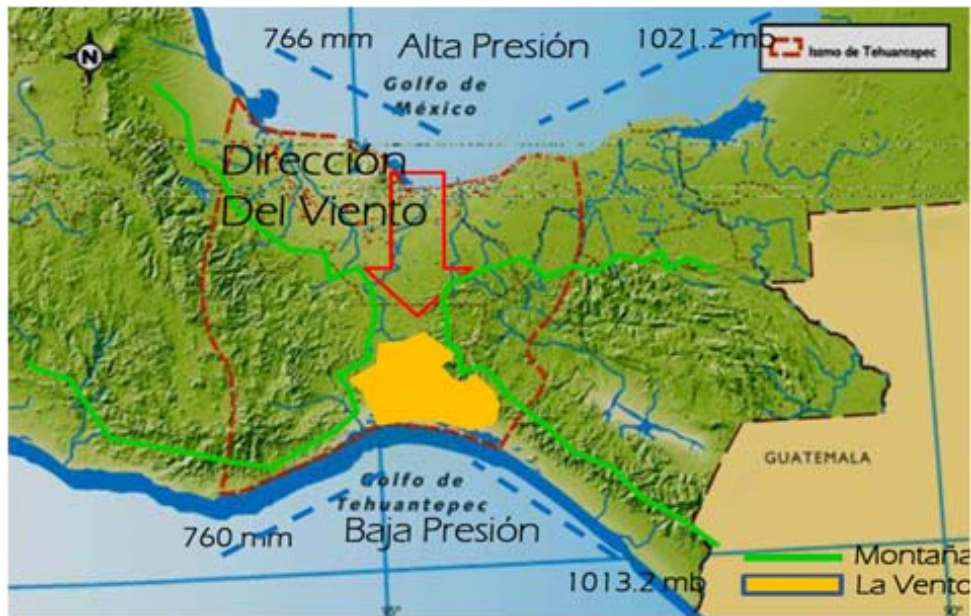 N
766 mm
Alta Presión
1021.2 mb
Istmo de Tehuantepec
Golfo de
México
Dirección
Del Viento
GUATEMALA
Golfo de
Tehuantepec
760 mm
Baja Presión
1013.2 mb
Montaña
La Vento
95°